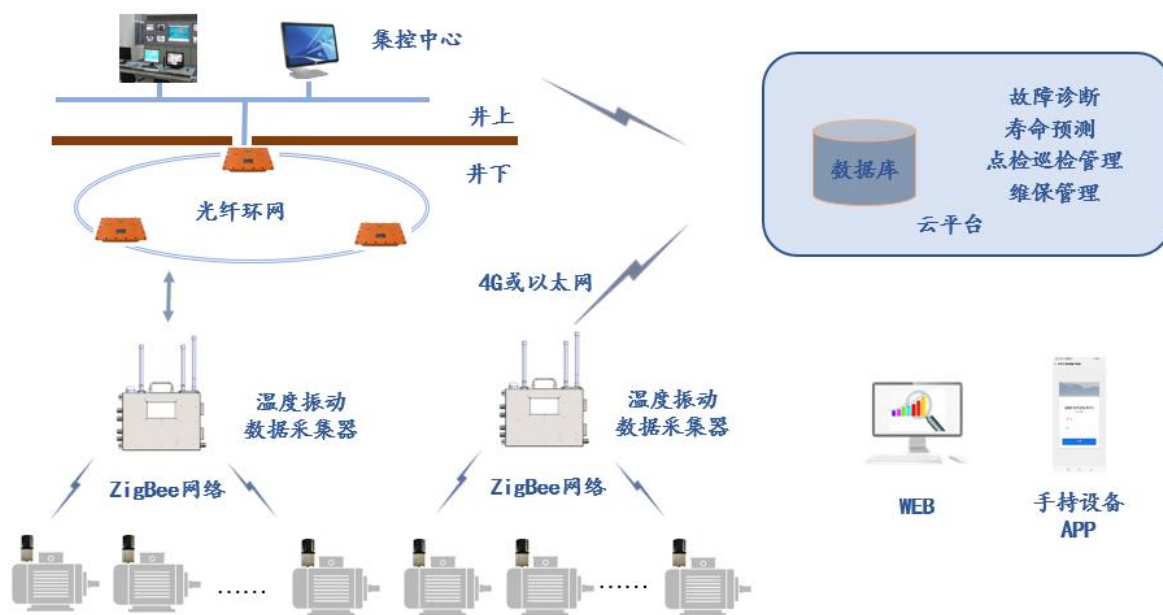 集控中心
井上
井下
光纤环网
故障诊断
寿命预测
点检巡检管理
维保管理
数据库
云平台
4G或以太网
温度振动
数据采集器
温度振动
数据采集器
ZigBee网络
ZigBee网络
WEB
手持设备
APP
......
......